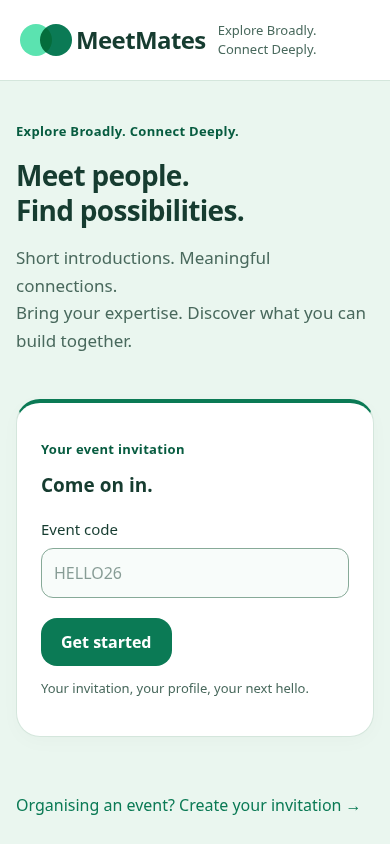 MeetMates
Explore Broadly.
Connect Deeply.
Explore Broadly. Connect Deeply.
Meet people.
Find possibilities.
Short introductions. Meaningful
connections.
Bring your expertise. Discover what you can
build together.
Your event invitation
Come on in.
Event code
HELLO26
Get started
Your invitation, your profile, your next hello.
Organising an event? Create your invitation →